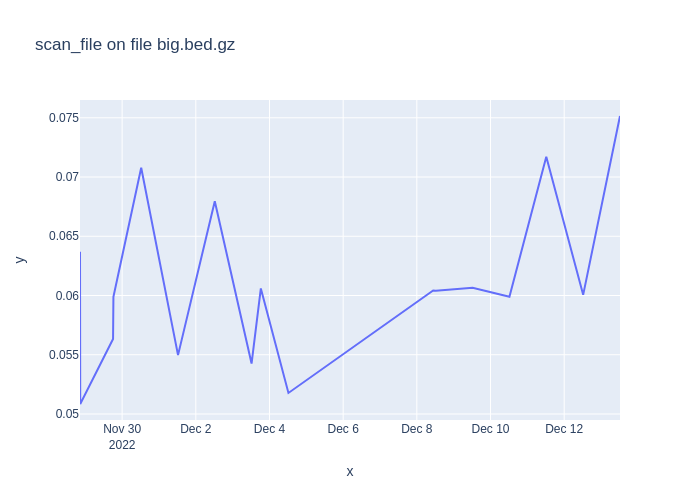 scan_file on file big.bed.gz
y
0.075
0.07
0.065
0.06
0.055
0.05
Nov 30 Dec 2 Dec 4 Dec 6 Dec 8 Dec 10 Dec 12
2022
x